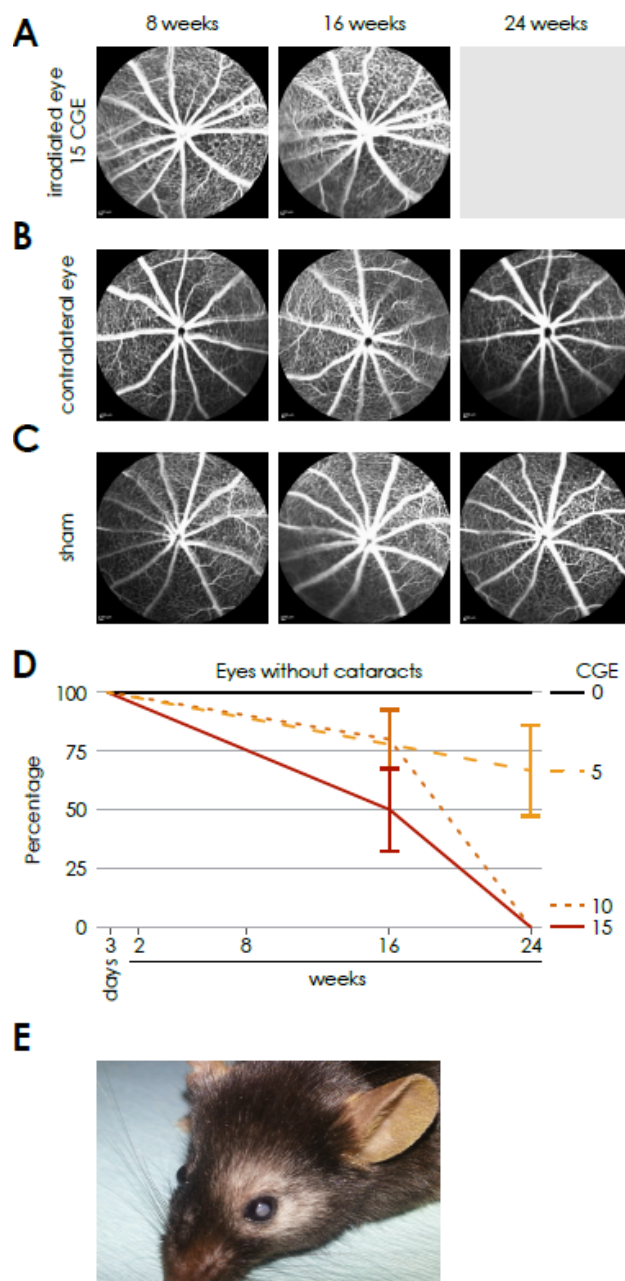 A
8 weeks 16 weeks 24 weeks
irradiated eye
15 CGE
B
contralateral eye
C
sham
D
Eyes without cataracts CGE
100
75
50
25
0
Percentage
0
5
10
15
3 2 8 16 24
days
weeks
E